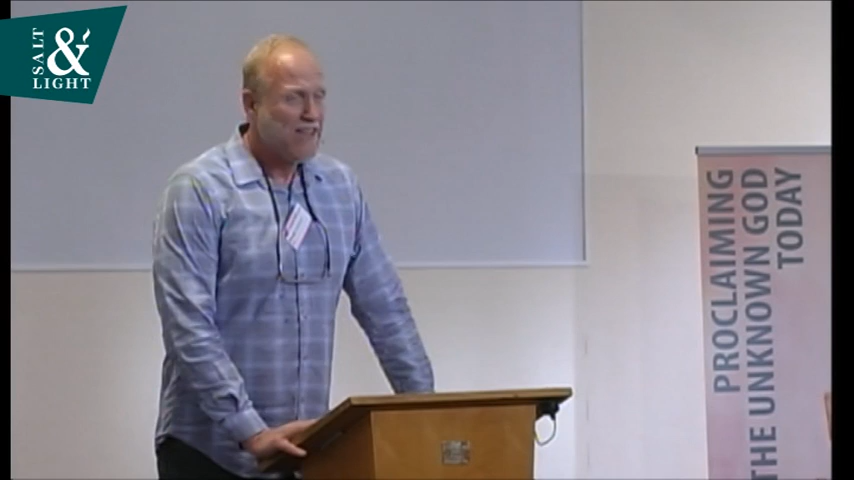 SALT
&
LIGHT
PROCLAIMING
THE UNKNOWN GOD
TODAY